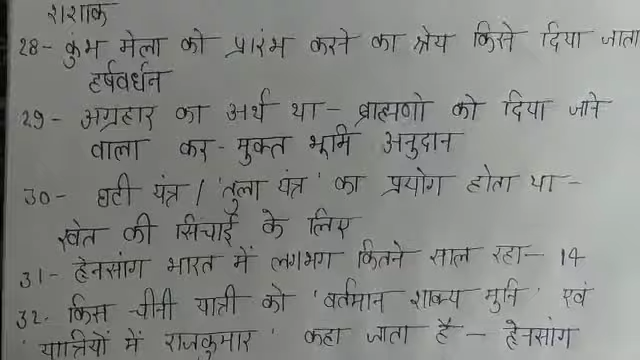 शशांक
28- कुंभ मेला को प्रारंभ करने का श्रेय किसे दिया जाता
हर्षवर्धन
29- अग्रहार का अर्थ था - ब्राह्मणो को दिया जाने
वाला कर-मुक्त भूमि अनुदान
30- घटी यंत्र / 'तुला यंत्र' का प्रयोग होता था -
खेत की सिंचाई के लिए
31- हेनसांग भारत में लगभग कितने साल रहा- 14
32. किस चीनी यात्री को 'वर्तमान शाक्य मुनि' एवं
'यात्रियों में राजकुमार' कहा जाता है - हेनसांग